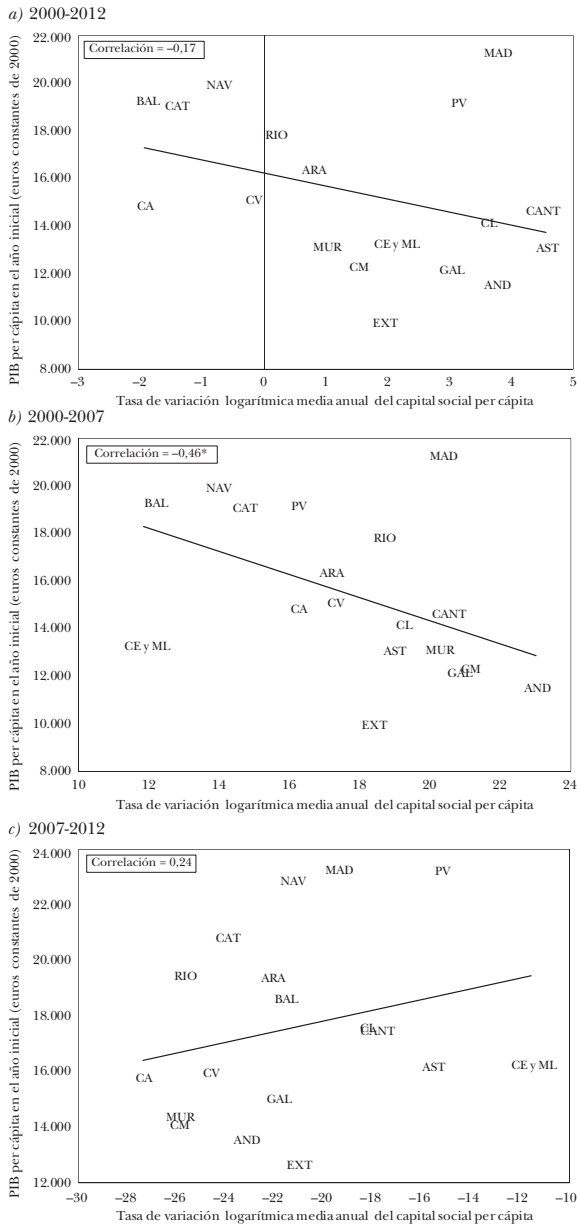 a) 2000-2012
PIB per cápita en el año inicial (euros constantes de 2000)
Correlación = –0,17
22.000
20.000
18.000
16.000
14.000
12.000
10.000
8.000
MAD
NAV
BAL
CAT
PV
RIO
ARA
CA
CV
CANT
CL
MUR
CE y ML
AST
CM
GAL
AND
EXT
–3 –2 –1 0 1 2 3 4 5
Tasa de variación logarítmica media anual del capital social per cápita
b) 2000-2007
PIB per cápita en el año inicial (euros constantes de 2000)
Correlación = –0,46*
22.000
20.000
18.000
16.000
14.000
12.000
10.000
8.000
MAD
NAV
BAL
CAT
PV
RIO
ARA
CA
CV
CANT
CL
CE y ML
AST
MUR
GAL
CM
AND
EXT
10 12 14 16 18 20 22 24
Tasa de variación logarítmica media anual del capital social per cápita
c) 2007-2012
PIB per cápita en el año inicial (euros constantes de 2000)
Correlación = 0,24
24.000
22.000
20.000
18.000
16.000
14.000
12.000
MAD
PV
NAV
CAT
RIO
ARA
BAL
CL
CANT
CA
CV
AST
CE y ML
GAL
MUR
CM
AND
EXT
–30 –28 –26 –24 –22 –20 –18 –16 –14 –12 –10
Tasa de variación logarítmica media anual del capital social per cápita